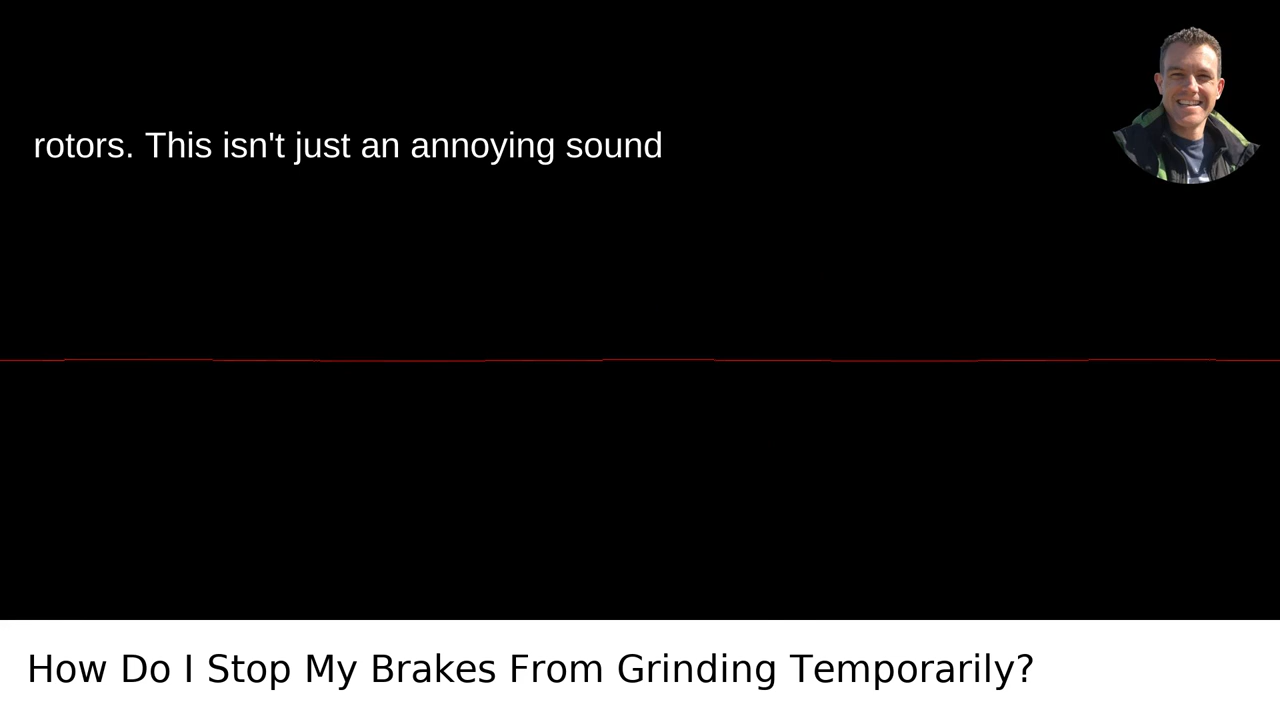 rotors. This isn't just an annoying sound
How Do I Stop My Brakes From Grinding Temporarily?